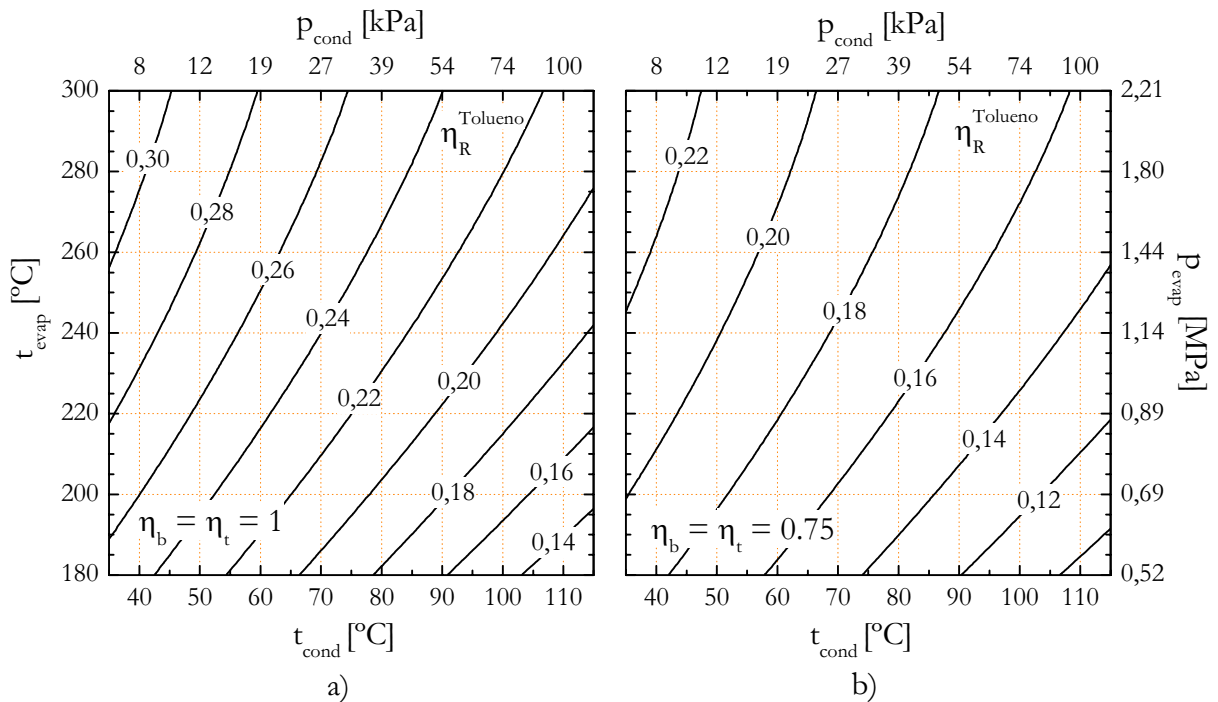 p_cond [kPa]
8 12 19 27 39 54 74 100
300
280
260
240
220
200
180
t_evap [ºC]
η_R^Tolueno
0,30
0,28
0,26
0,24
0,22
0,20
0,18
0,16
0,14
η_b = η_t = 1
40 50 60 70 80 90 100 110
t_cond [ºC]
a)
p_cond [kPa]
8 12 19 27 39 54 74 100
η_R^Tolueno
0,22
0,20
0,18
0,16
0,14
0,12
η_b = η_t = 0.75
2,21
1,80
1,44
1,14
0,89
0,69
0,52
p_evap [MPa]
40 50 60 70 80 90 100 110
t_cond [ºC]
b)